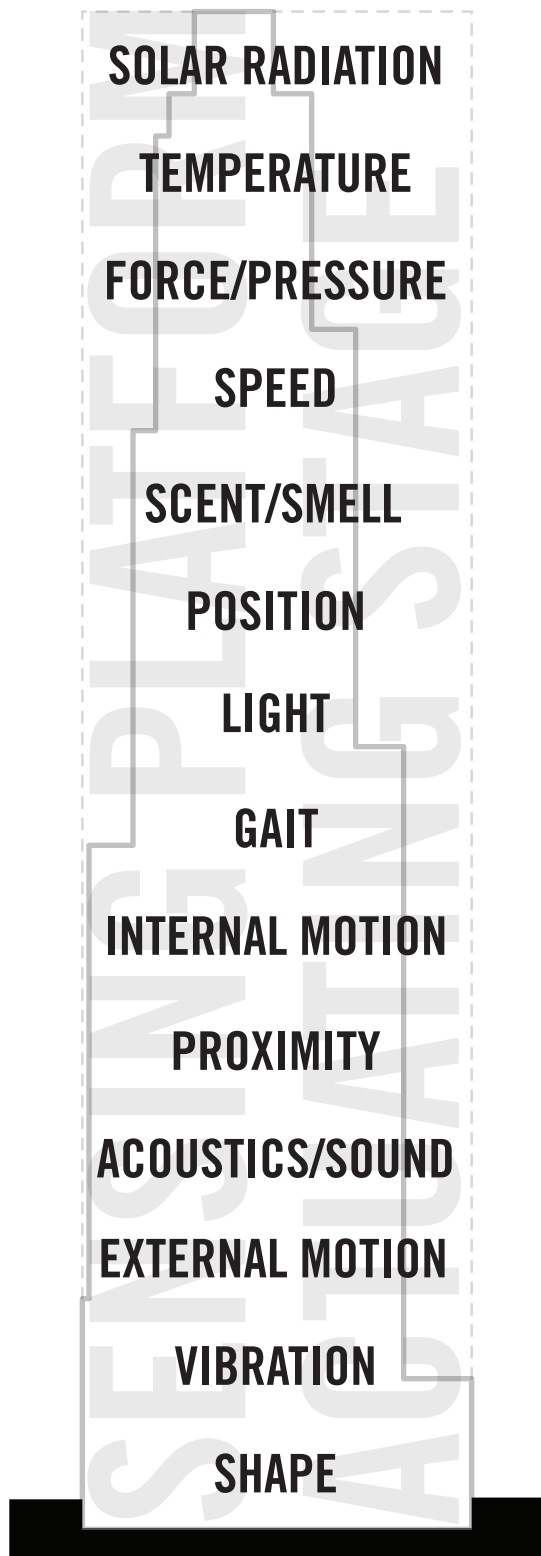 SOLAR RADIATION
TEMPERATURE
FORCE/PRESSURE
SPEED
SCENT/SMELL
POSITION
LIGHT
GAIT
INTERNAL MOTION
PROXIMITY
ACOUSTICS/SOUND
EXTERNAL MOTION
VIBRATION
SHAPE
SENSING PLATFORM
ACTUATING STAGE